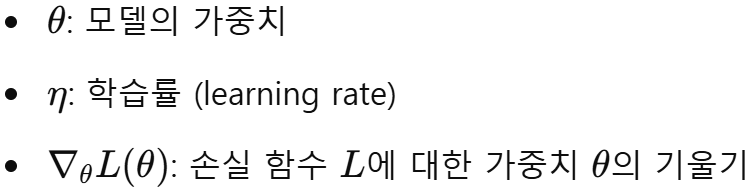 • θ: 모델의 가중치
• η: 학습률 (learning rate)
• ∇θL(θ): 손실 함수 L에 대한 가중치 θ의 기울기